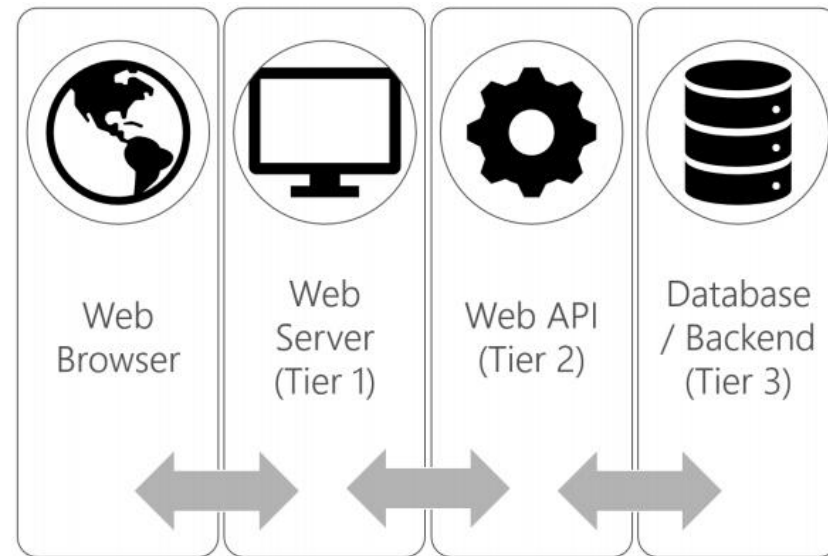 Web
Browser
Web
Server
(Tier 1)
Web API
(Tier 2)
Database
/ Backend
(Tier 3)